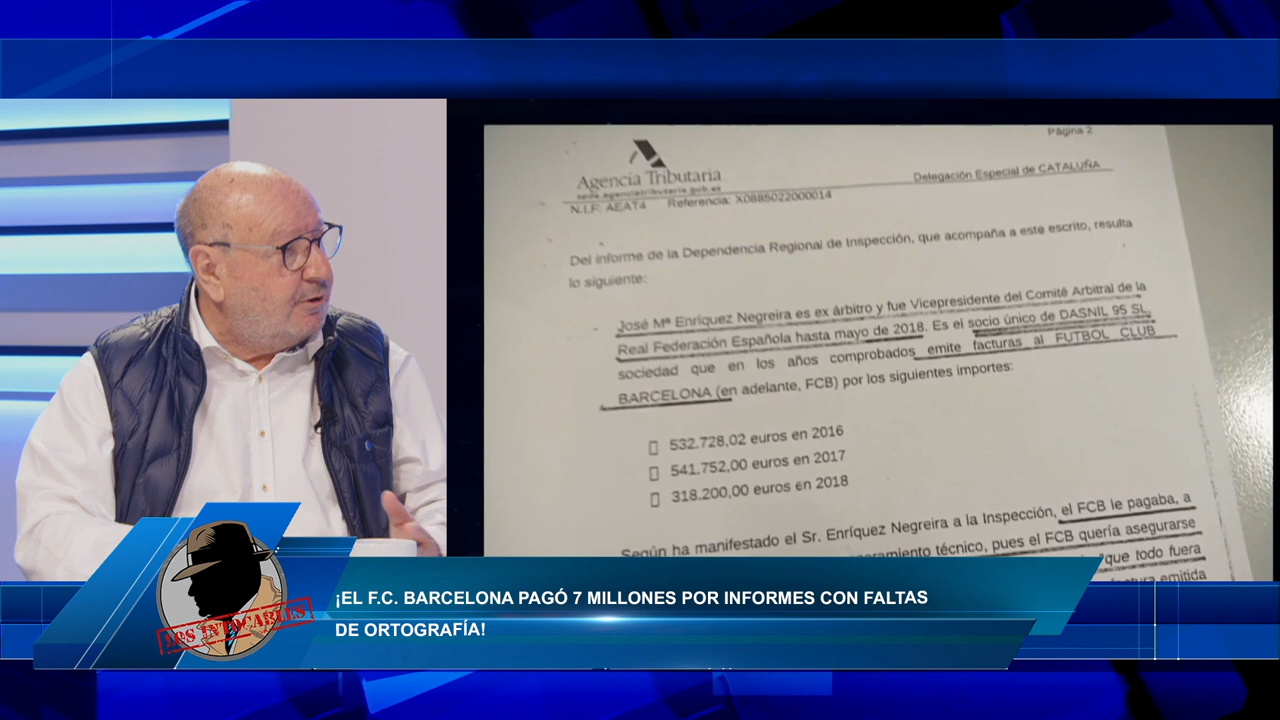 Página 2
Agencia Tributaria
Delegación Especial de CATALUÑA
sede.agenciatributaria.gob.es
N.I.F. AEAT4 Referencia: X0885022000014
Del informe de la Dependencia Regional de Inspección, que acompaña a este escrito, resulta
lo siguiente:
José Mª Enríquez Negreira es ex árbitro y fue Vicepresidente del Comité Arbitral de la
Real Federación Española hasta mayo de 2018. Es el socio único de DASNIL 95 SL,
sociedad que en los años comprobados emite facturas al FUTBOL CLUB
BARCELONA (en adelante, FCB) por los siguientes importes:
532.728,02 euros en 2016
541.752,00 euros en 2017
318.200,00 euros en 2018
Según ha manifestado el Sr. Enríquez Negreira a la Inspección, el FCB le pagaba, a
técnico, pues el FCB quería asegurarse
"que todo fuera
emitida
LOS INTOCABLES
¡EL F.C. BARCELONA PAGÓ 7 MILLONES POR INFORMES CON FALTAS
DE ORTOGRAFÍA!